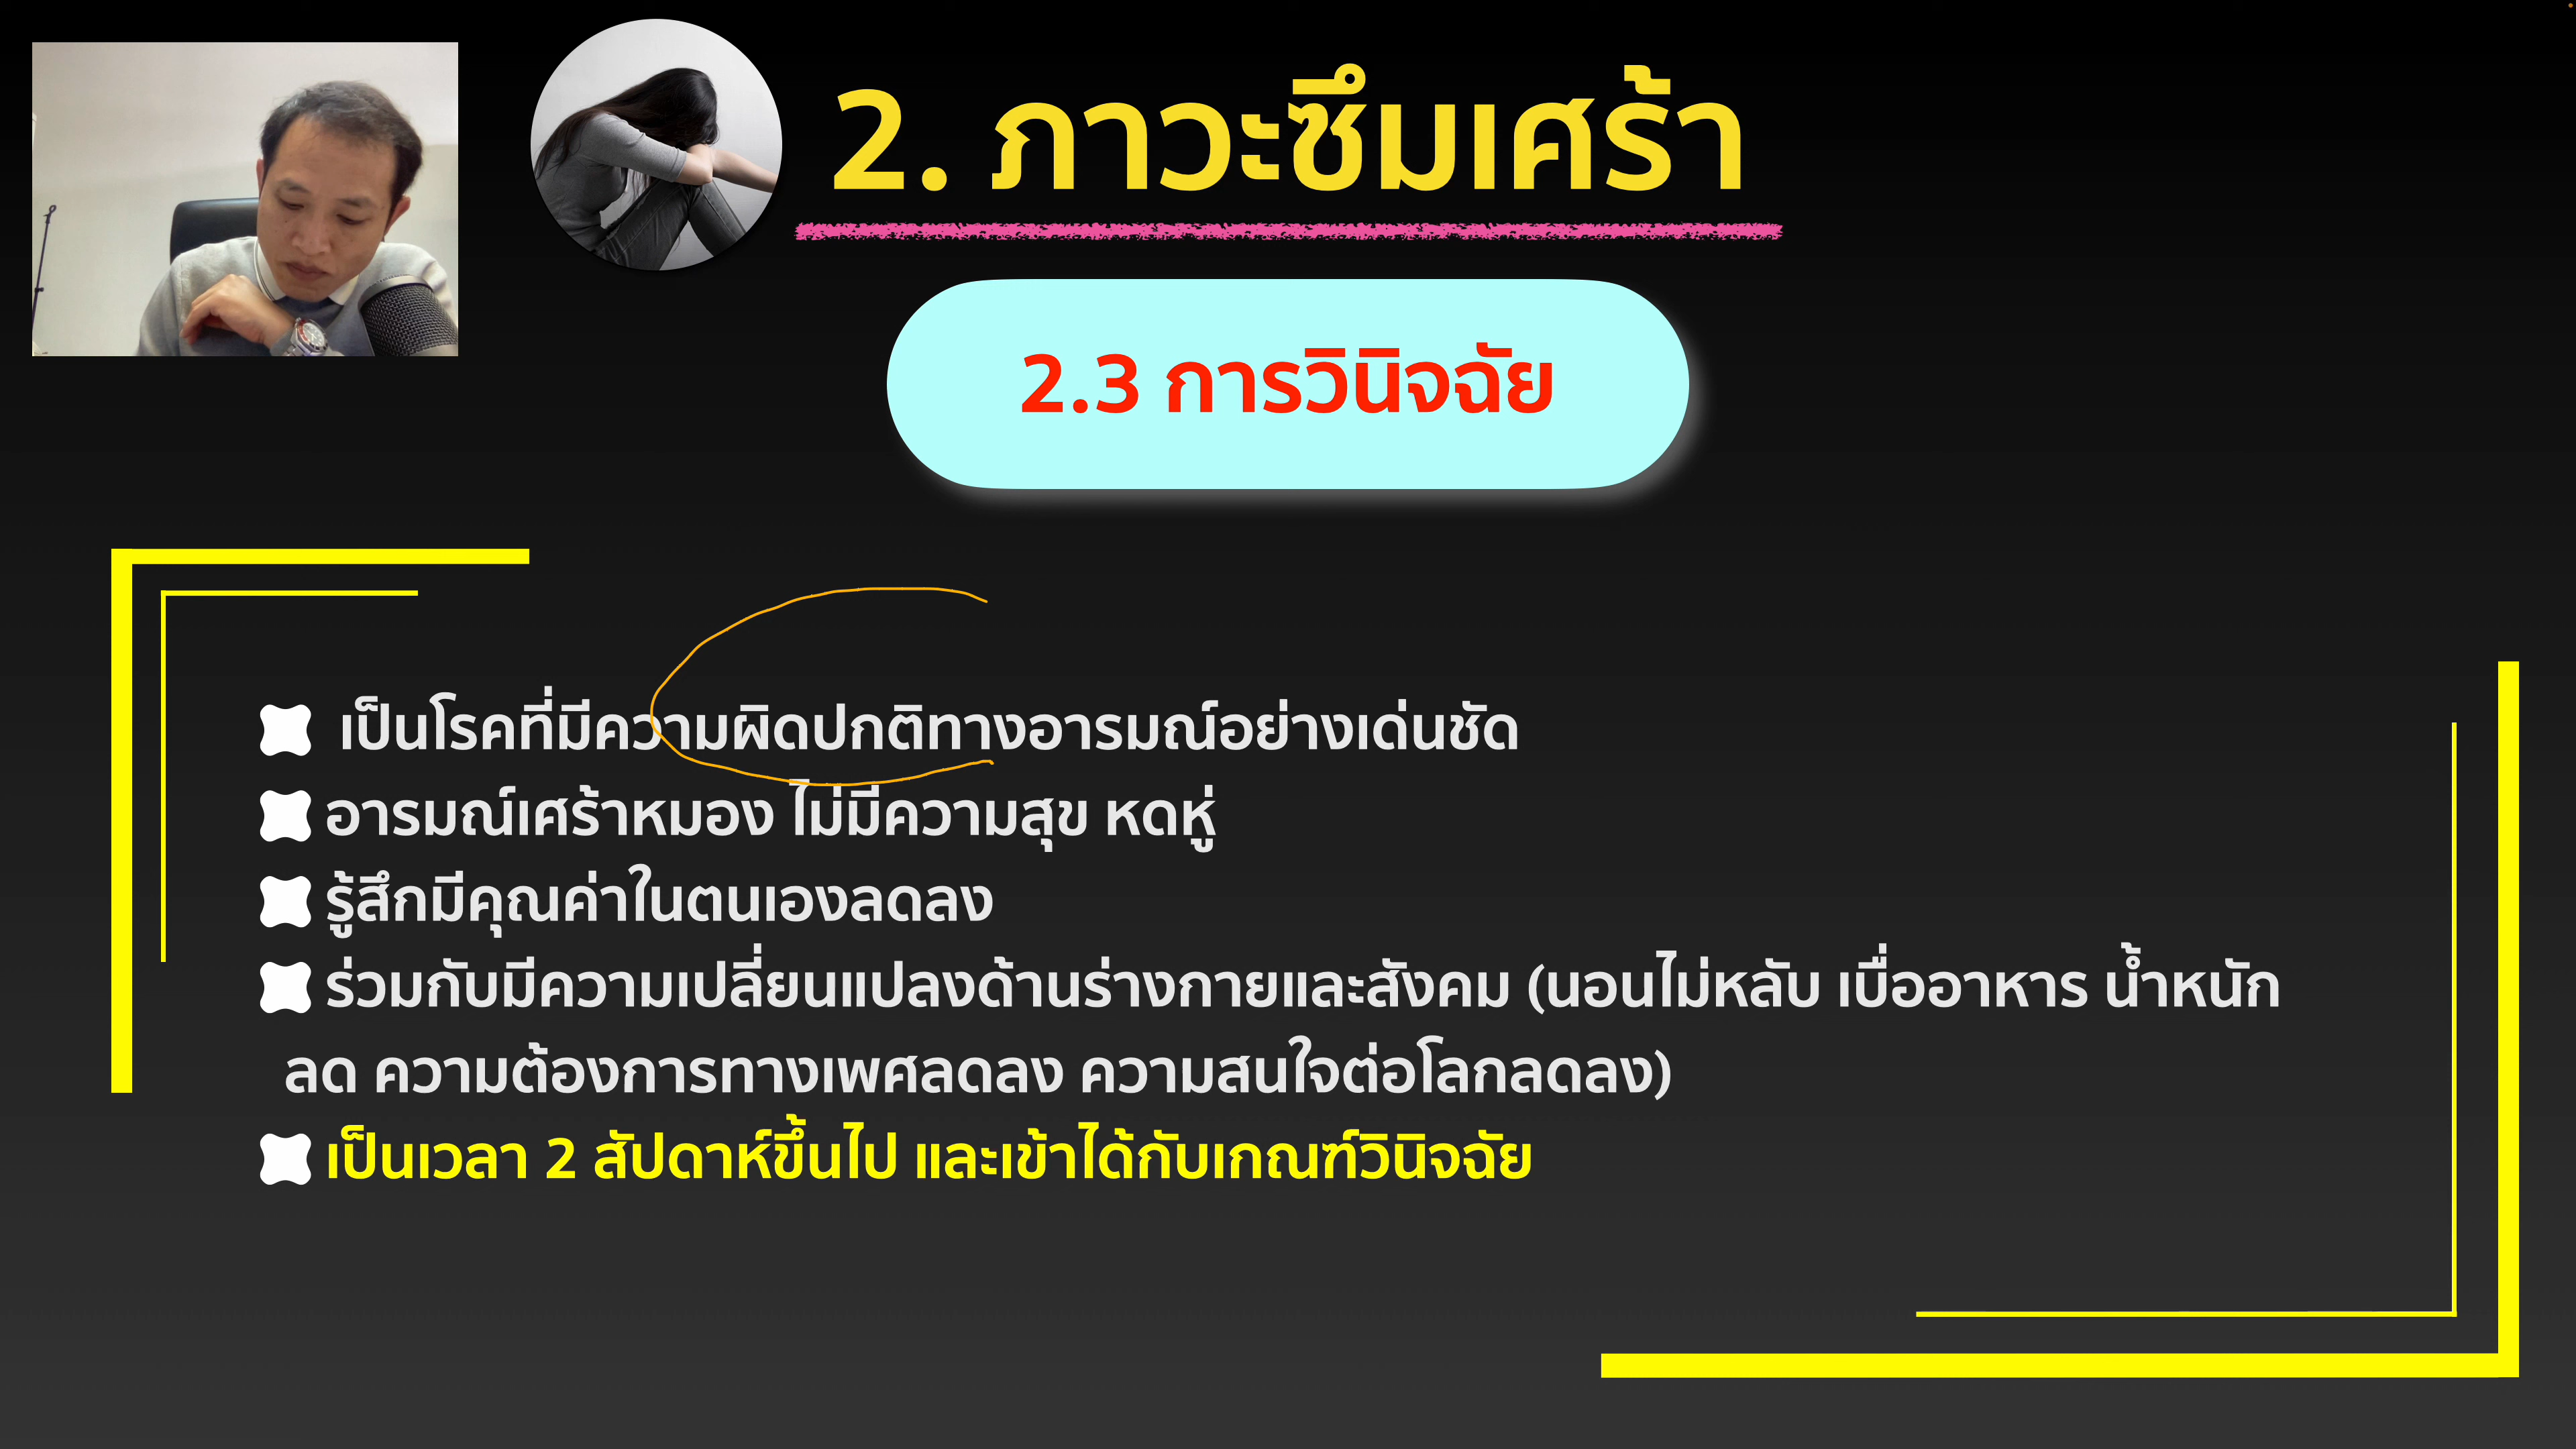 2. ภาวะซึมเศร้า
2.3 การวินิจฉัย
เป็นโรคที่มีความผิดปกติทางอารมณ์อย่างเด่นชัด
อารมณ์เศร้าหมอง ไม่มีความสุข หดหู่
รู้สึกมีคุณค่าในตนเองลดลง
ร่วมกับมีความเปลี่ยนแปลงด้านร่างกายและสังคม (นอนไม่หลับ เบื่ออาหาร น้ำหนัก
ลด ความต้องการทางเพศลดลง ความสนใจต่อโลกลดลง)
เป็นเวลา 2 สัปดาห์ขึ้นไป และเข้าได้กับเกณฑ์วินิจฉัย